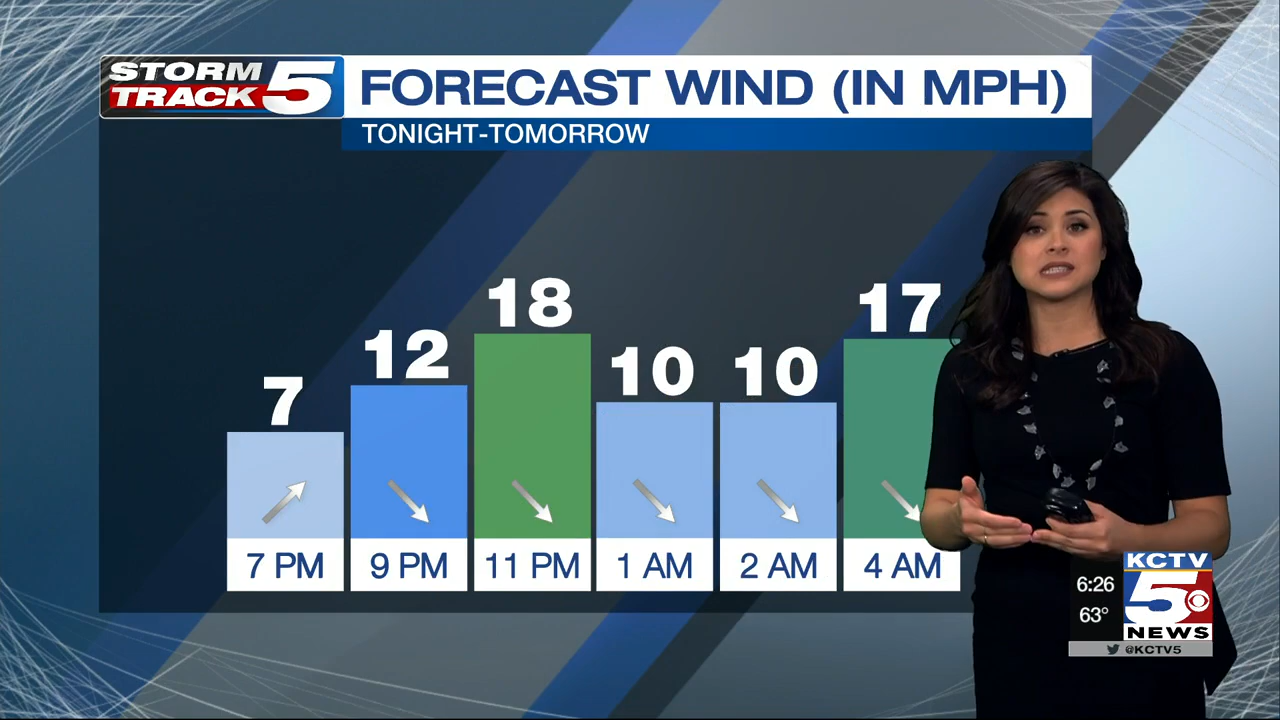 STORM
TRACK 5
FORECAST WIND (IN MPH)
TONIGHT-TOMORROW
7
12
18
10
10
17
7 PM
9 PM
11 PM
1 AM
2 AM
4 AM
6:26
63°
KCTV
5
NEWS
@KCTV5